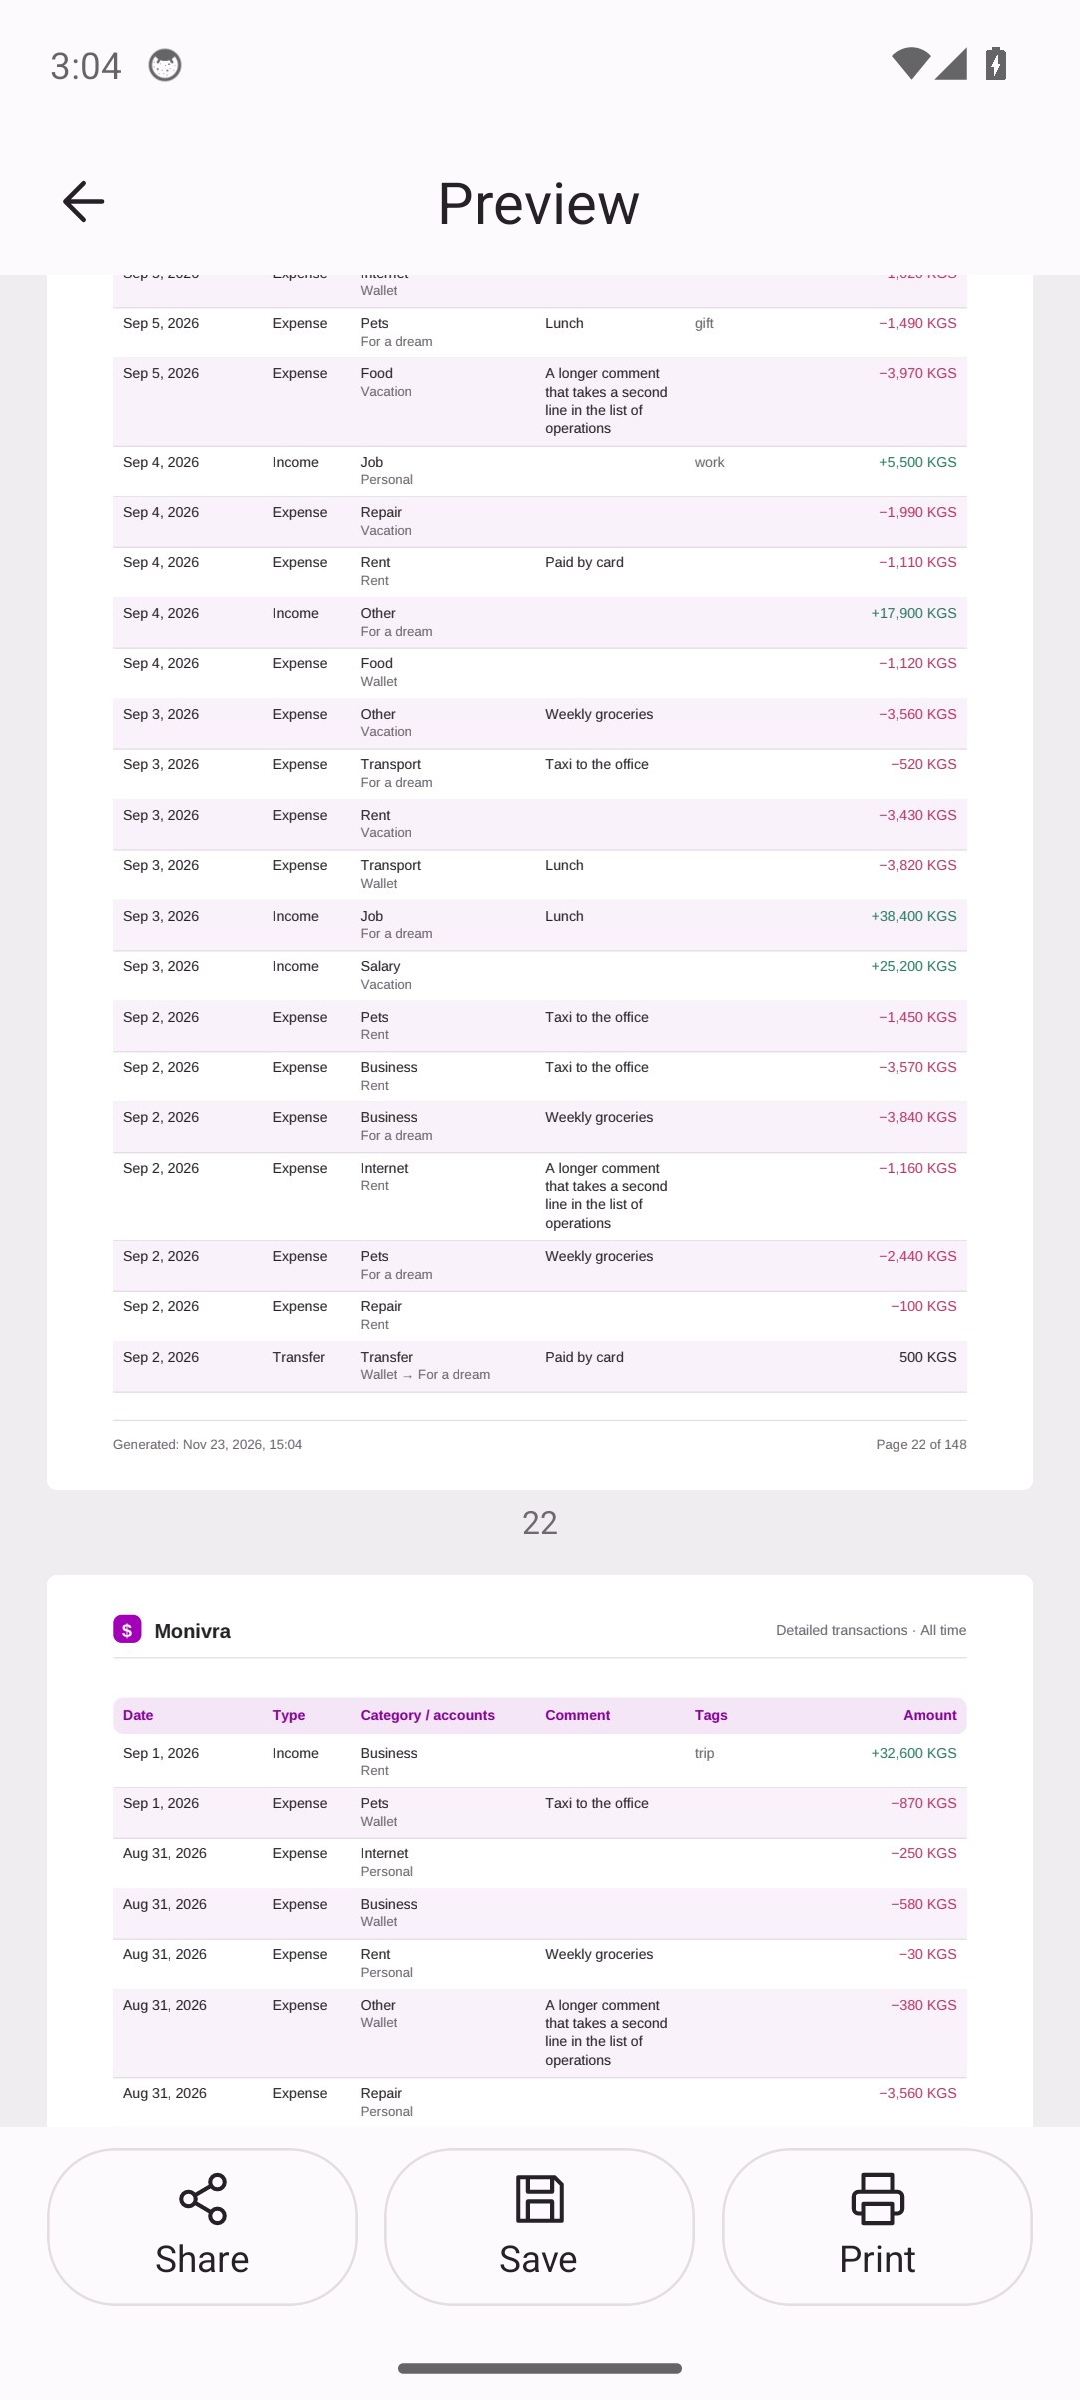 3:04
Preview
Sep 5, 2026 Expense Internet −1,020 KGS
Wallet
Sep 5, 2026 Expense Pets Lunch gift −1,490 KGS
For a dream
Sep 5, 2026 Expense Food A longer comment −3,970 KGS
Vacation that takes a second
line in the list of
operations
Sep 4, 2026 Income Job work +5,500 KGS
Personal
Sep 4, 2026 Expense Repair −1,990 KGS
Vacation
Sep 4, 2026 Expense Rent Paid by card −1,110 KGS
Rent
Sep 4, 2026 Income Other +17,900 KGS
For a dream
Sep 4, 2026 Expense Food −1,120 KGS
Wallet
Sep 3, 2026 Expense Other Weekly groceries −3,560 KGS
Vacation
Sep 3, 2026 Expense Transport Taxi to the office −520 KGS
For a dream
Sep 3, 2026 Expense Rent −3,430 KGS
Vacation
Sep 3, 2026 Expense Transport Lunch −3,820 KGS
Wallet
Sep 3, 2026 Income Job Lunch +38,400 KGS
For a dream
Sep 3, 2026 Income Salary +25,200 KGS
Vacation
Sep 2, 2026 Expense Pets Taxi to the office −1,450 KGS
Rent
Sep 2, 2026 Expense Business Taxi to the office −3,570 KGS
Rent
Sep 2, 2026 Expense Business Weekly groceries −3,840 KGS
For a dream
Sep 2, 2026 Expense Internet A longer comment −1,160 KGS
Rent that takes a second
line in the list of
operations
Sep 2, 2026 Expense Pets Weekly groceries −2,440 KGS
For a dream
Sep 2, 2026 Expense Repair −100 KGS
Rent
Sep 2, 2026 Transfer Transfer Paid by card 500 KGS
Wallet → For a dream
Generated: Nov 23, 2026, 15:04 Page 22 of 148
22
$ Monivra Detailed transactions · All time
Date Type Category / accounts Comment Tags Amount
Sep 1, 2026 Income Business trip +32,600 KGS
Rent
Sep 1, 2026 Expense Pets Taxi to the office −870 KGS
Wallet
Aug 31, 2026 Expense Internet −250 KGS
Personal
Aug 31, 2026 Expense Business −580 KGS
Wallet
Aug 31, 2026 Expense Rent Weekly groceries −30 KGS
Personal
Aug 31, 2026 Expense Other A longer comment −380 KGS
Wallet that takes a second
line in the list of
operations
Aug 31, 2026 Expense Repair −3,560 KGS
Personal
Share Save Print